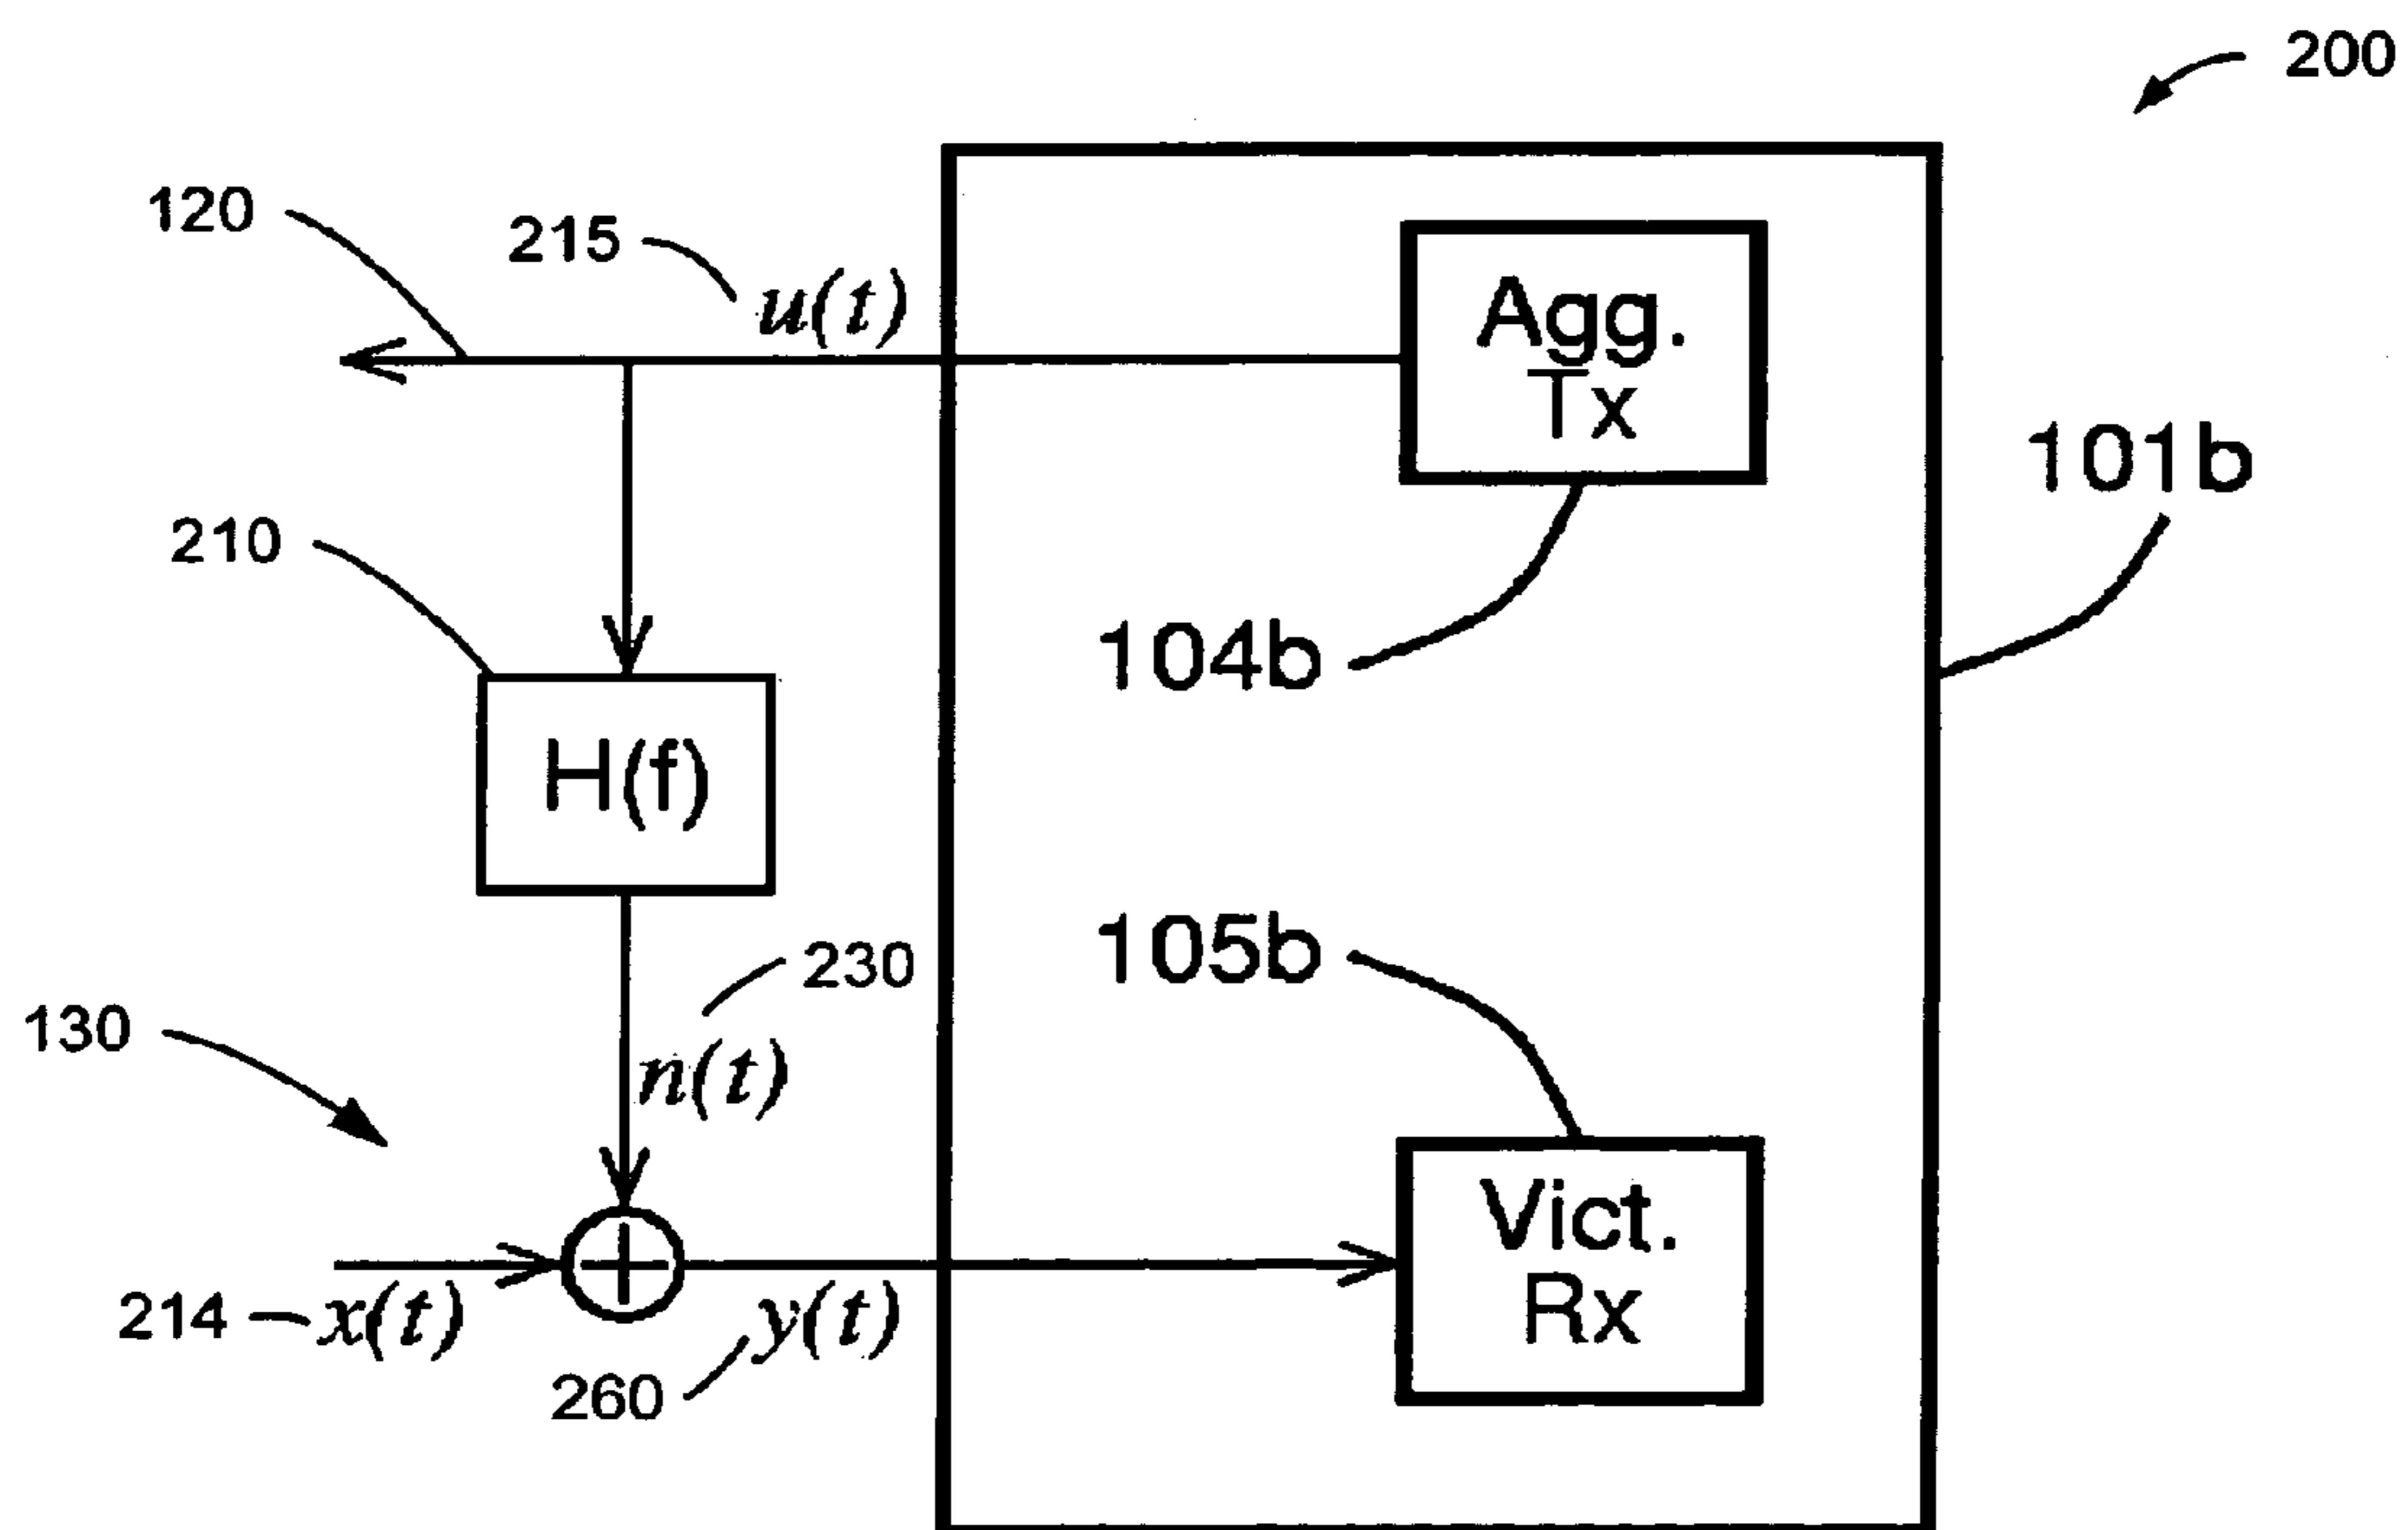 200
120
215
u(t)
Agg.
Tx
101b
210
104b
H(f)
105b
230
130
n(t)
Vict.
Rx
214
x(t)
y(t)
260